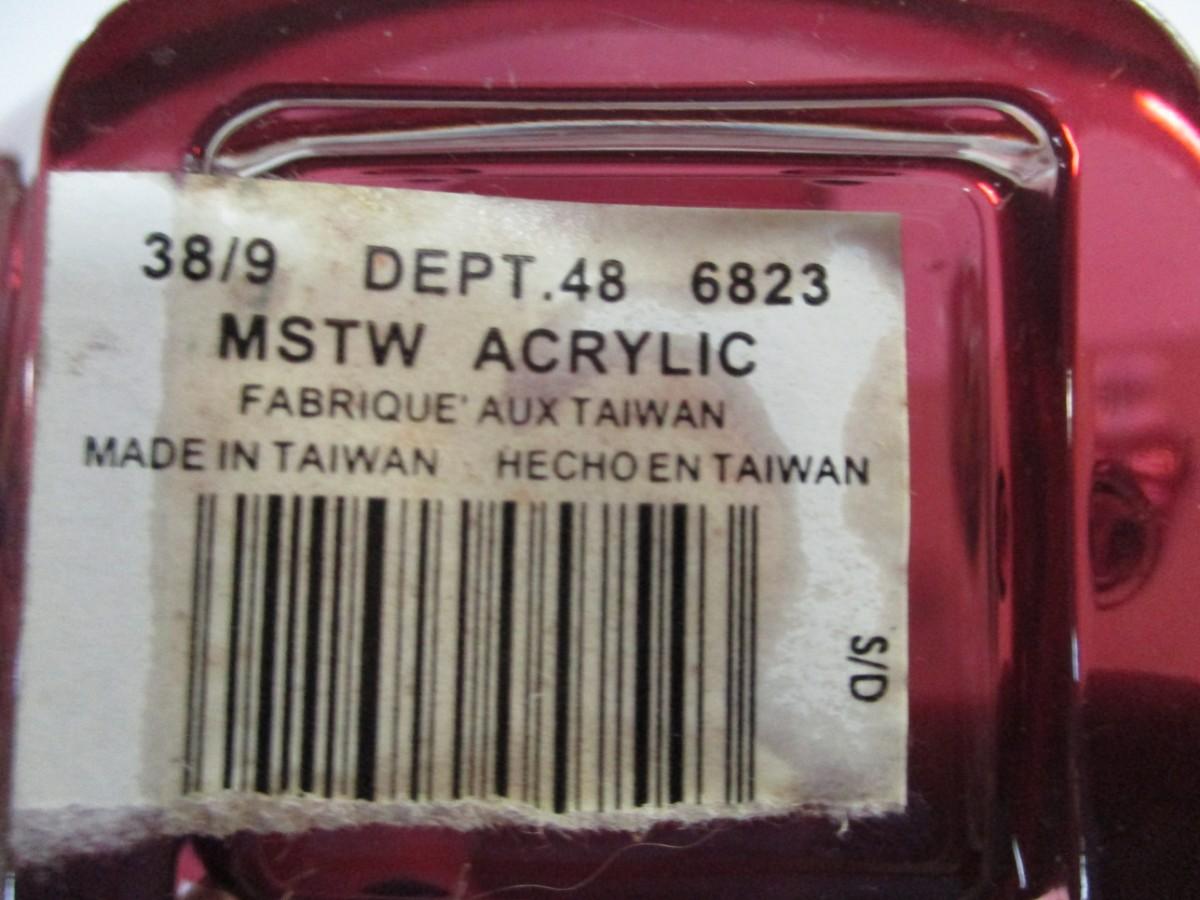 38/9 DEPT.48 6823
MSTW ACRYLIC
FABRIQUE' AUX TAIWAN
MADE IN TAIWAN HECHO EN TAIWAN
S/D